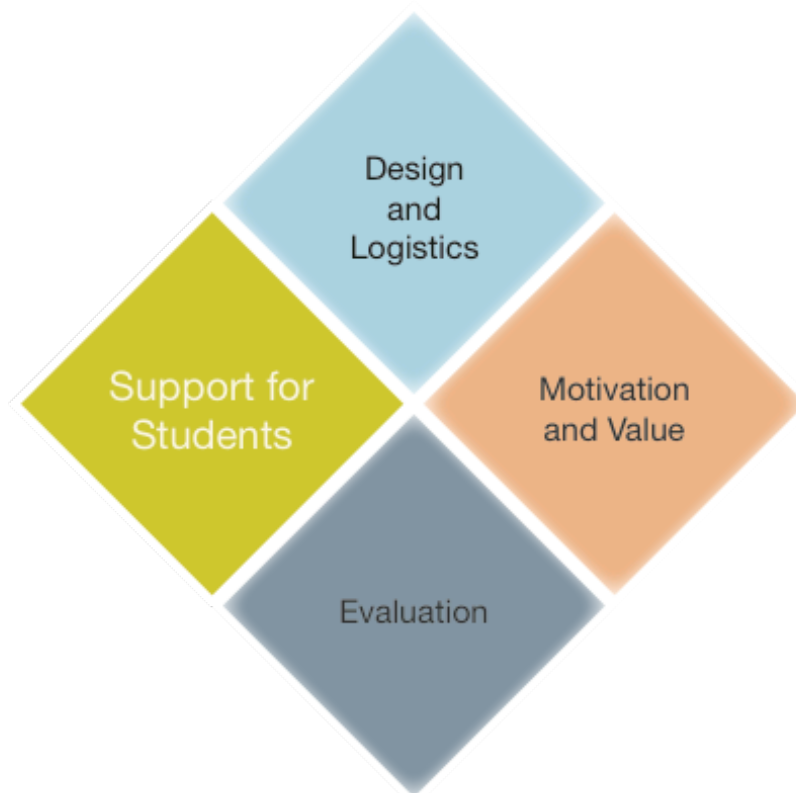 Design
and
Logistics
Support for
Students
Motivation
and Value
Evaluation